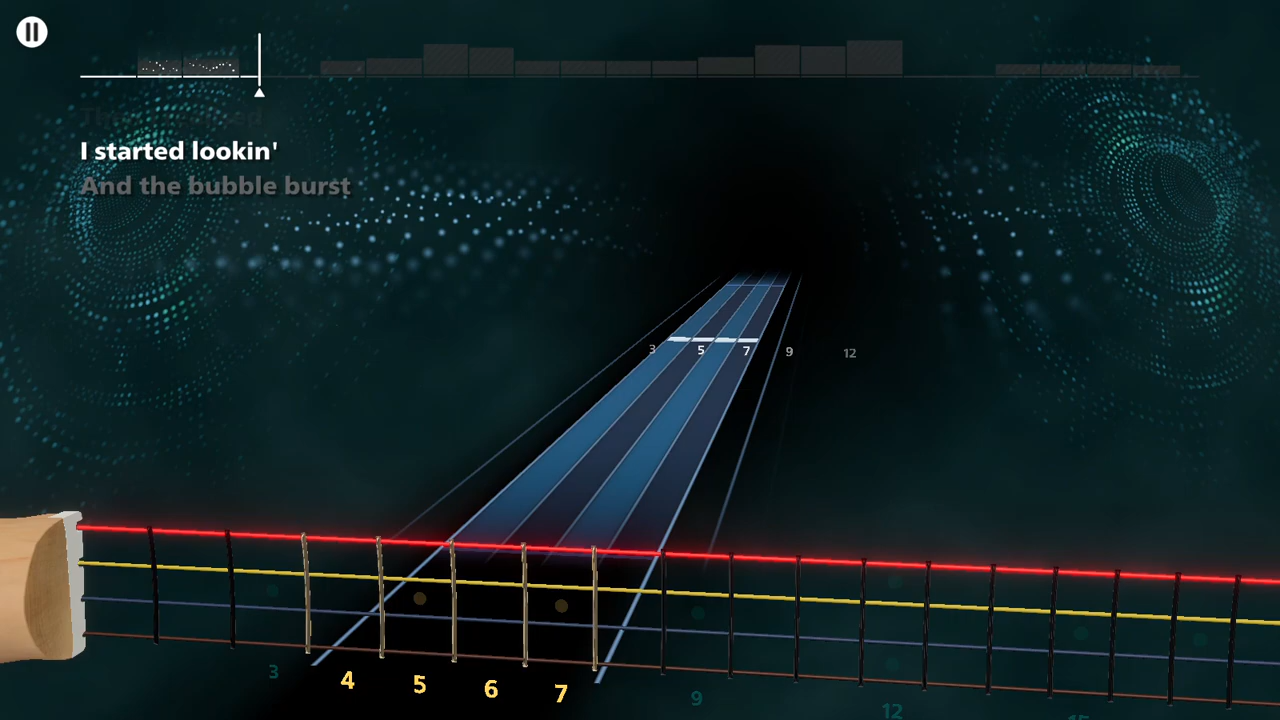 I started lookin'
And the bubble burst
3 5 7 9 12
3 4 5 6 7 9 12